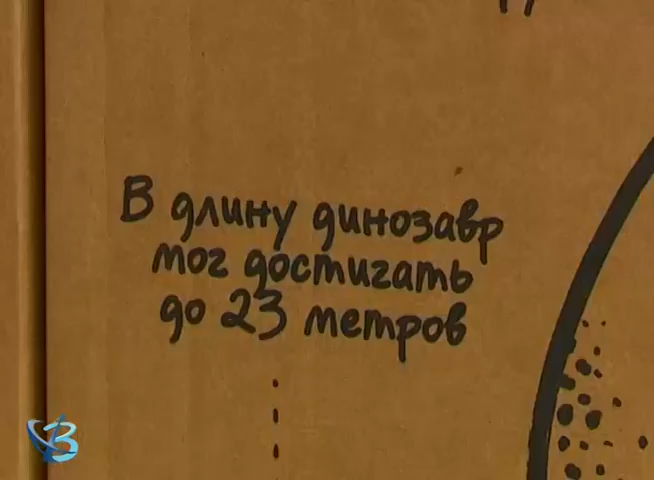 В длину динозавр
мог достигать
до 23 метров